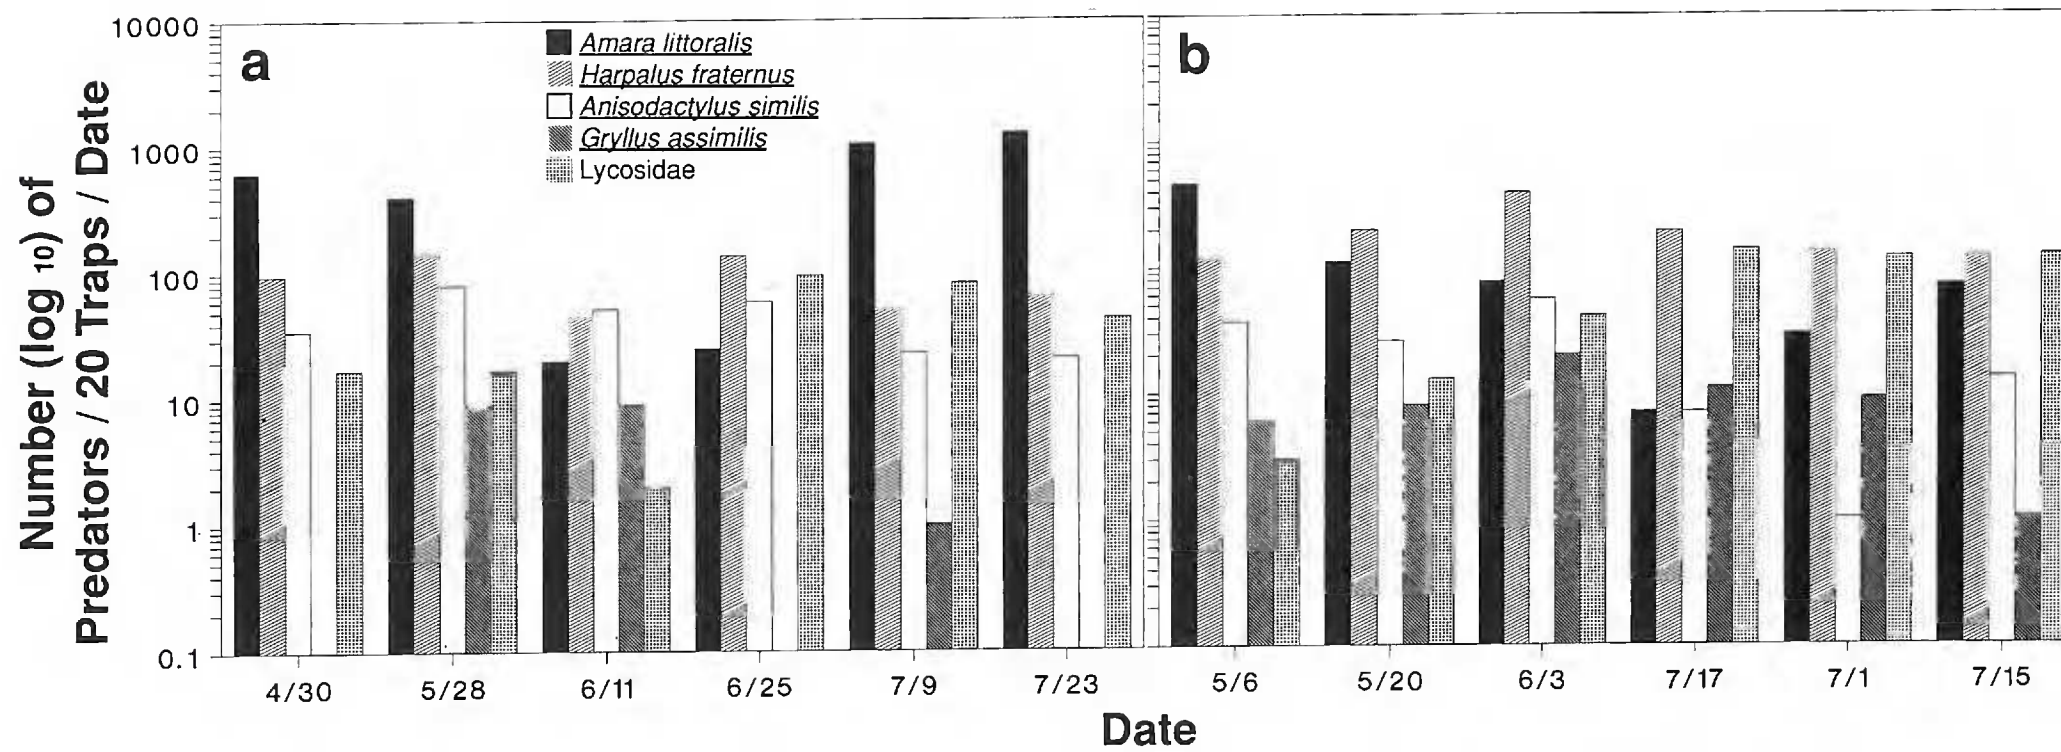 Number (log 10) of
Predators / 20 Traps / Date
10000
1000
100
10
1
0.1
a
Amara littoralis
Harpalus fraternus
Anisodactylus similis
Gryllus assimilis
Lycosidae
b
4/30 5/28 6/11 6/25 7/9 7/23 5/6 5/20 6/3 7/17 7/1 7/15
Date